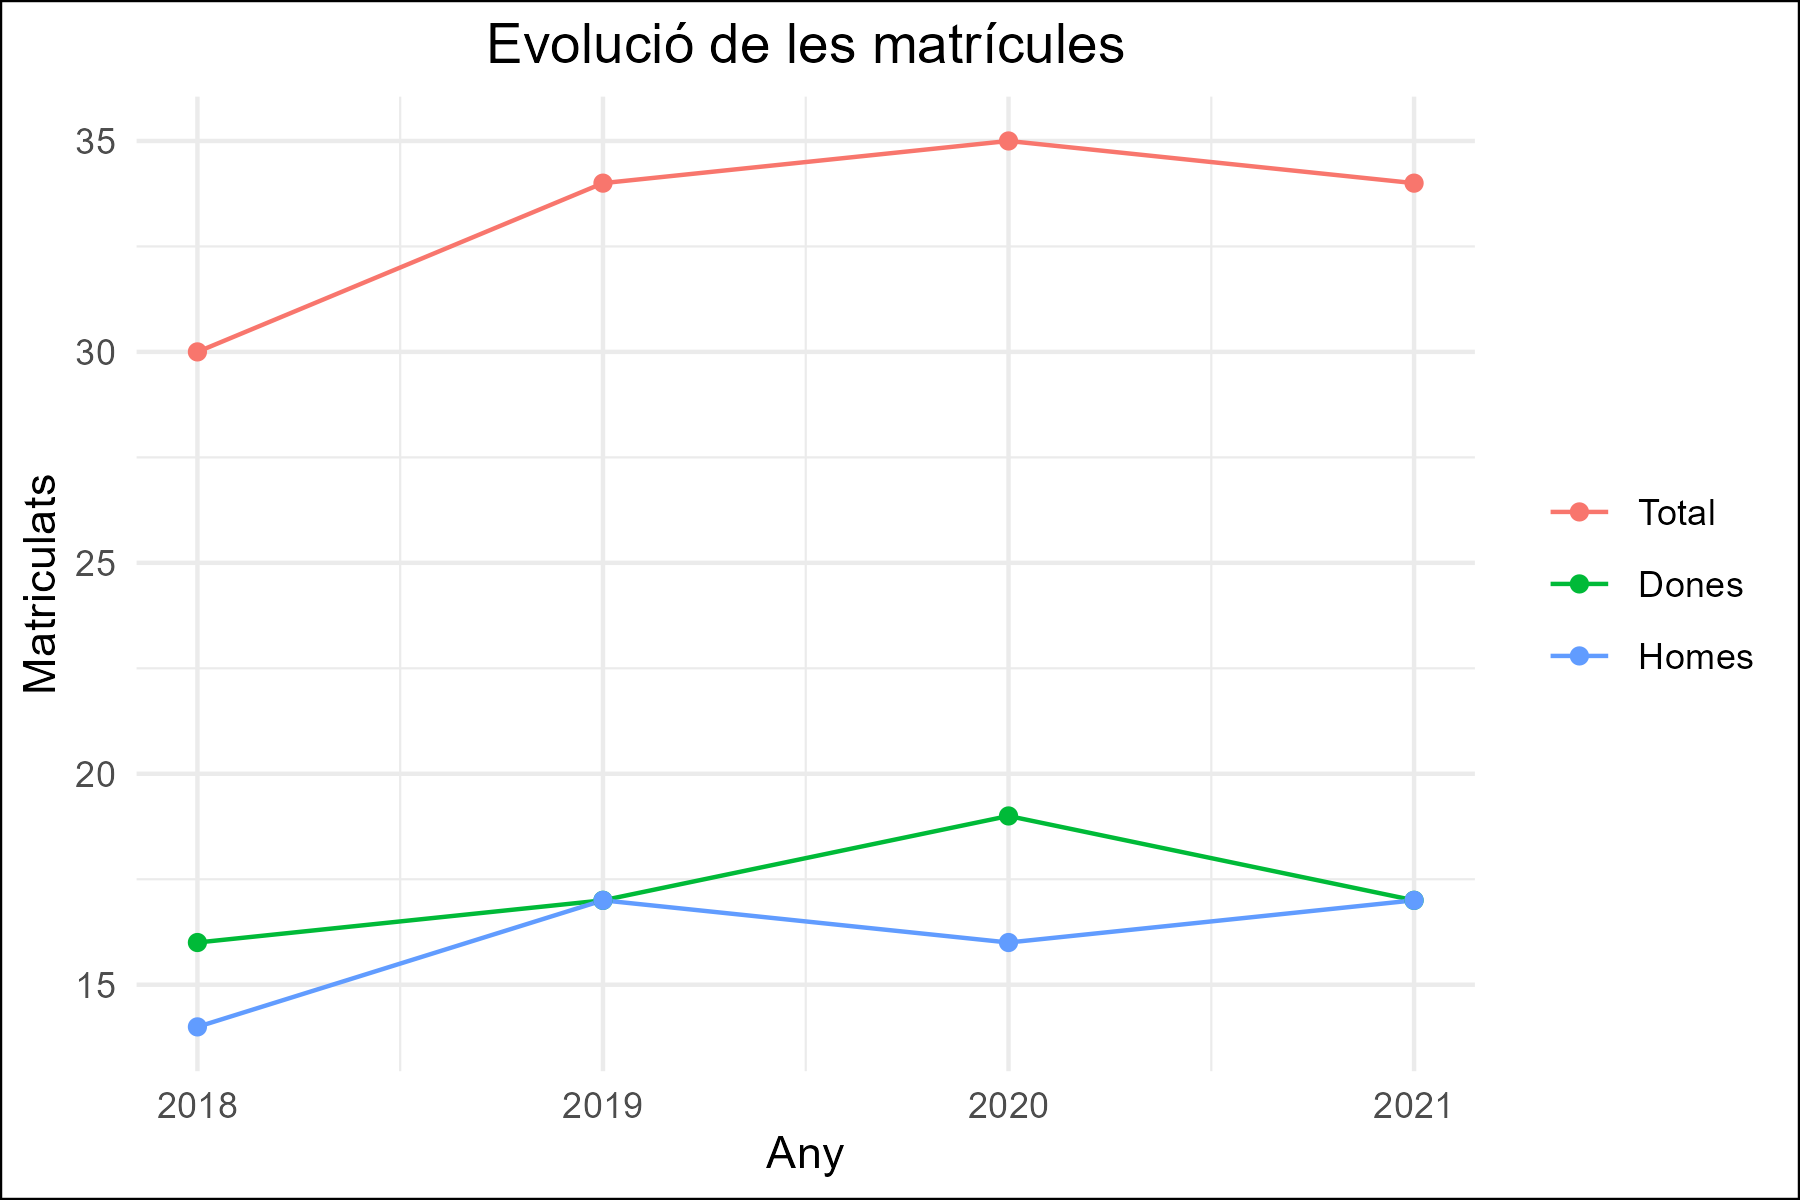 Evolució de les matrícules
35
30
25
20
15
Matriculats
2018 2019 2020 2021
Any
Total
Dones
Homes